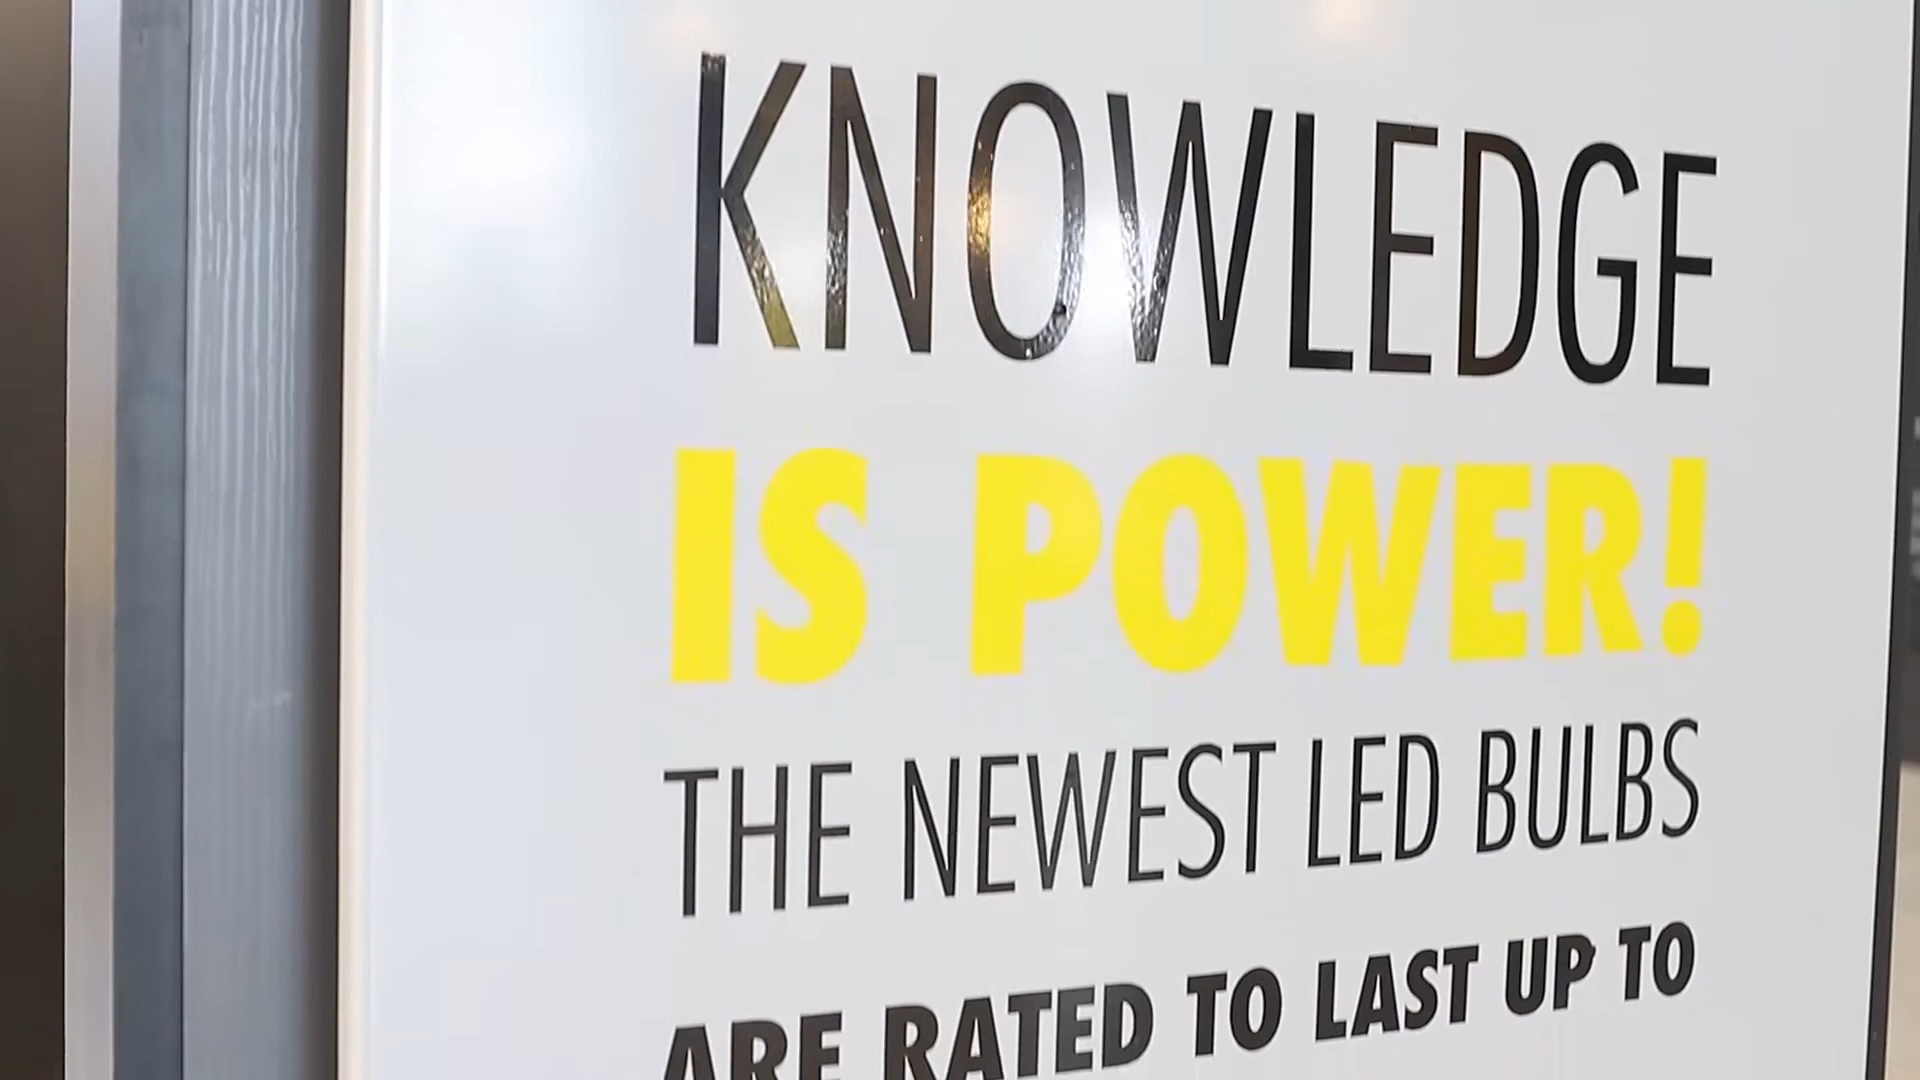 KNOWLEDGE
IS POWER!
THE NEWEST LED BULBS
ARE RATED TO LAST UP TO